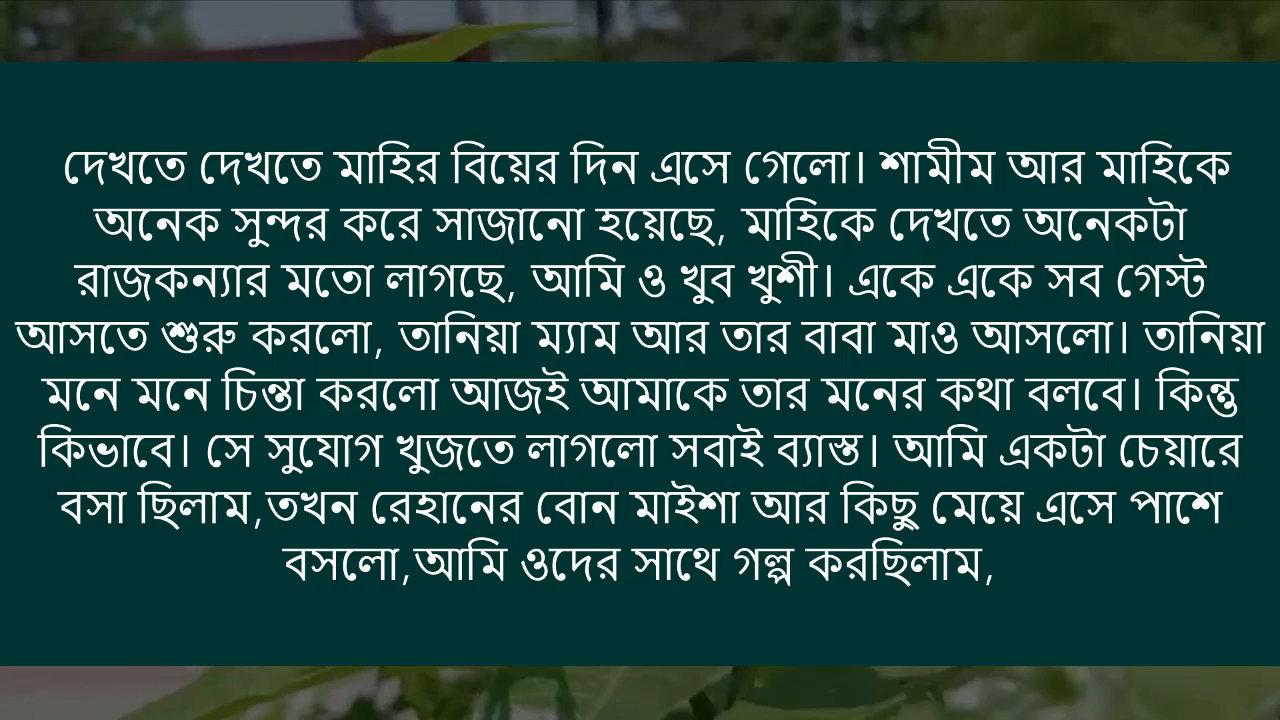 দেখতে দেখতে মাহির বিয়ের দিন এসে গেলো। শামীম আর মাহিকে
অনেক সুন্দর করে সাজানো হয়েছে, মাহিকে দেখতে অনেকটা
রাজকন্যার মতো লাগছে, আমি ও খুব খুশী। একে একে সব গেস্ট
আসতে শুরু করলো, তানিয়া ম্যাম আর তার বাবা মাও আসলো। তানিয়া
মনে মনে চিন্তা করলো আজই আমাকে তার মনের কথা বলবে। কিন্তু
কিভাবে। সে সুযোগ খুজতে লাগলো সবাই ব্যাস্ত। আমি একটা চেয়ারে
বসা ছিলাম,তখন রেহানের বোন মাইশা আর কিছু মেয়ে এসে পাশে
বসলো,আমি ওদের সাথে গল্প করছিলাম,